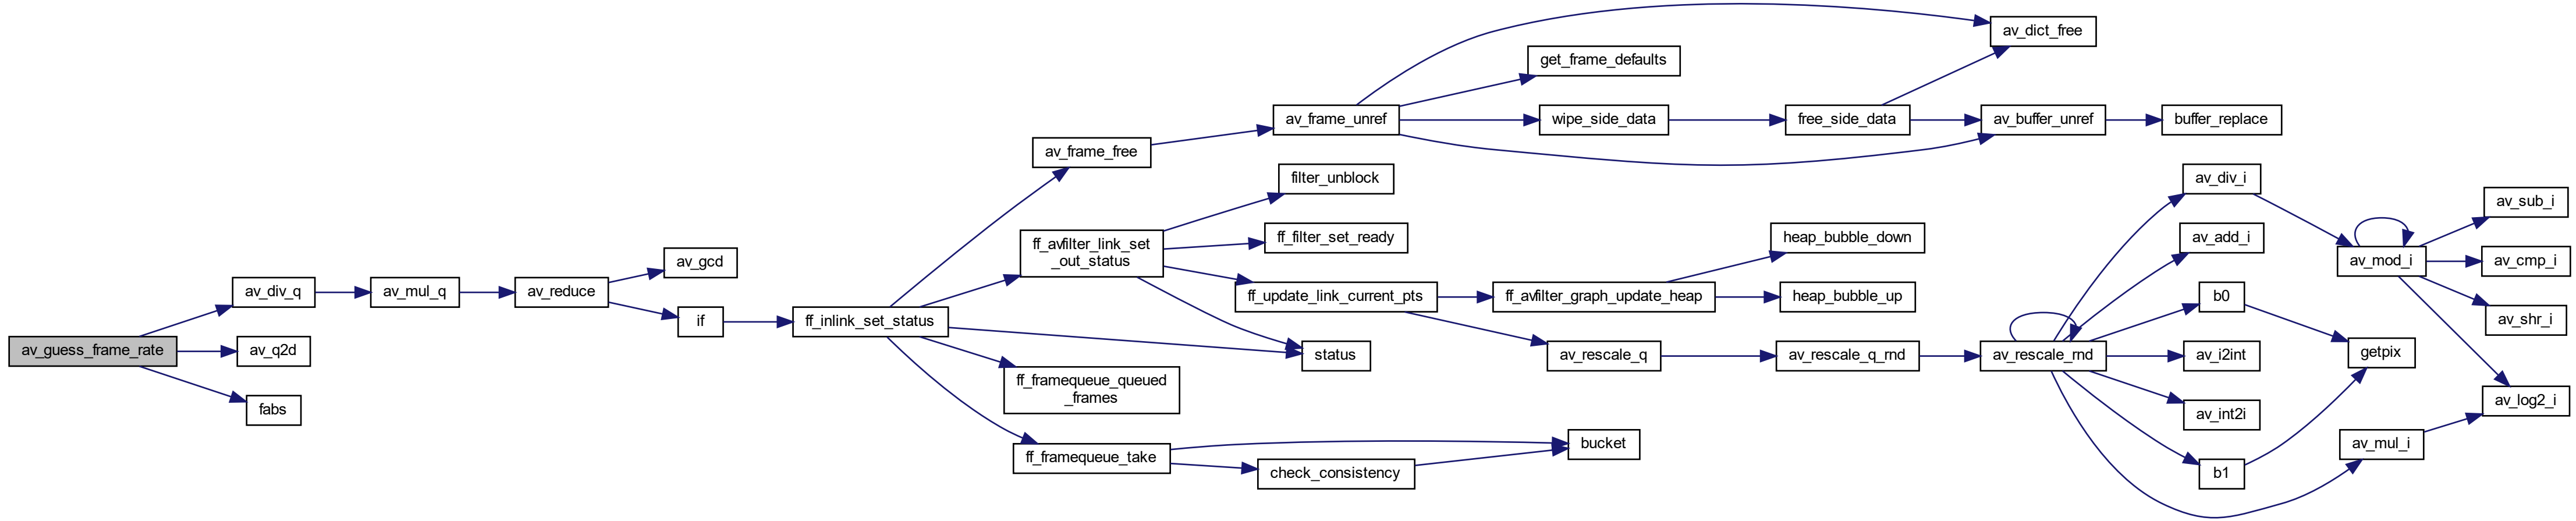 av_guess_frame_rate
av_div_q
av_q2d
fabs
av_mul_q
av_reduce
av_gcd
if
ff_inlink_set_status
av_frame_free
ff_avfilter_link_set
_out_status
ff_framequeue_queued
_frames
ff_framequeue_take
av_frame_unref
filter_unblock
ff_filter_set_ready
ff_update_link_current_pts
status
check_consistency
get_frame_defaults
wipe_side_data
ff_avfilter_graph_update_heap
av_rescale_q
bucket
free_side_data
heap_bubble_down
heap_bubble_up
av_rescale_q_rnd
av_dict_free
av_buffer_unref
av_rescale_rnd
buffer_replace
av_div_i
av_add_i
b0
av_i2int
av_int2i
b1
av_mod_i
getpix
av_mul_i
av_sub_i
av_cmp_i
av_shr_i
av_log2_i